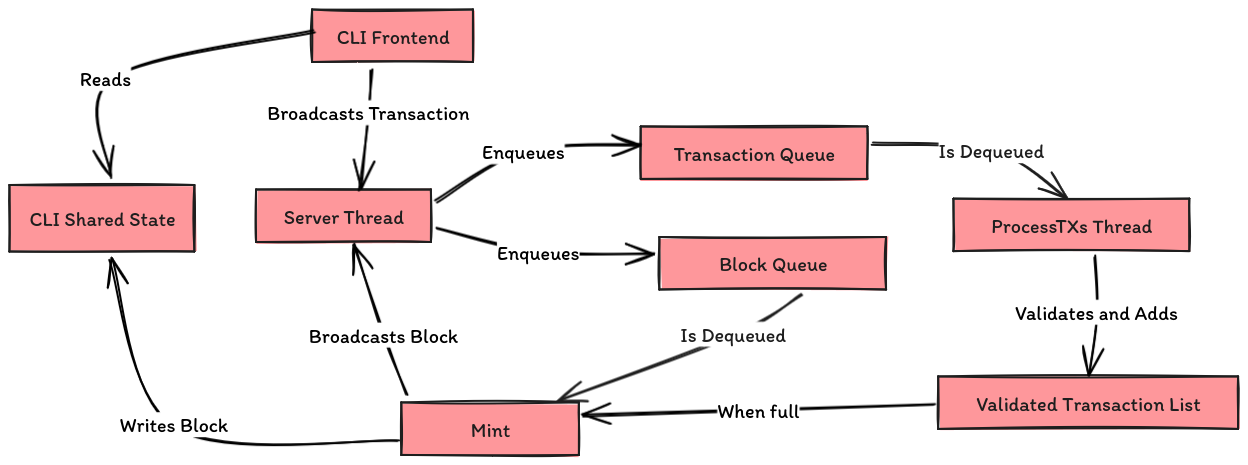 CLI Frontend
Reads
Broadcasts Transaction
Enqueues
Transaction Queue
Is Dequeued
CLI Shared State
Server Thread
ProcessTXs Thread
Enqueues
Block Queue
Validates and Adds
Broadcasts Block
Is Dequeued
Validated Transaction List
When full
Writes Block
Mint